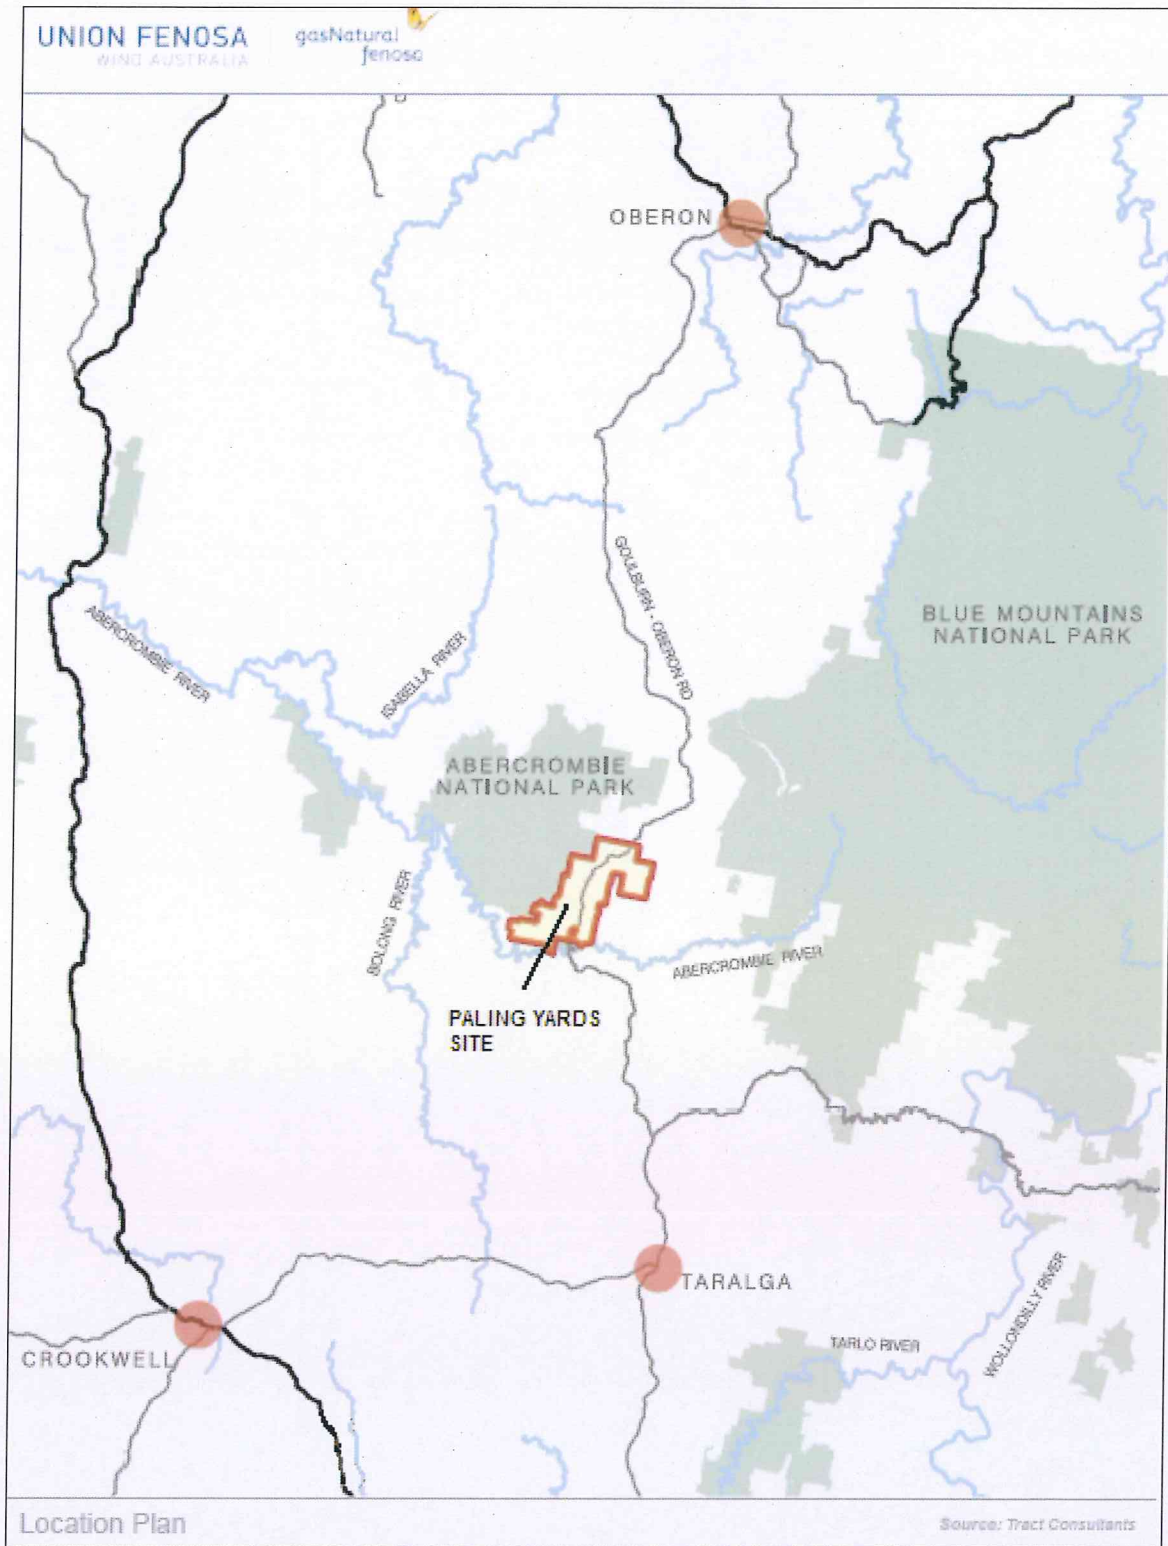 UNION FENOSA
WIND AUSTRALIA
gasNatural
fenosa
OBERON
GOULBURN - OBERON RD
BLUE MOUNTAINS
NATIONAL PARK
ABERCROMBIE RIVER
ISABELLA RIVER
ABERCROMBIE
NATIONAL PARK
BOLONG RIVER
ABERCROMBIE RIVER
PALING YARDS
SITE
TARALGA
CROOKWELL
TARLO RIVER
WOLLONDILLY RIVER
Location Plan
Source: Tract Consultants